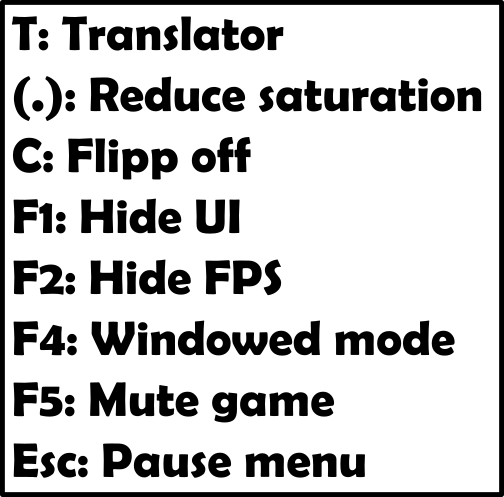 T: Translator
(.): Reduce saturation
C: Flipp off
F1: Hide UI
F2: Hide FPS
F4: Windowed mode
F5: Mute game
Esc: Pause menu